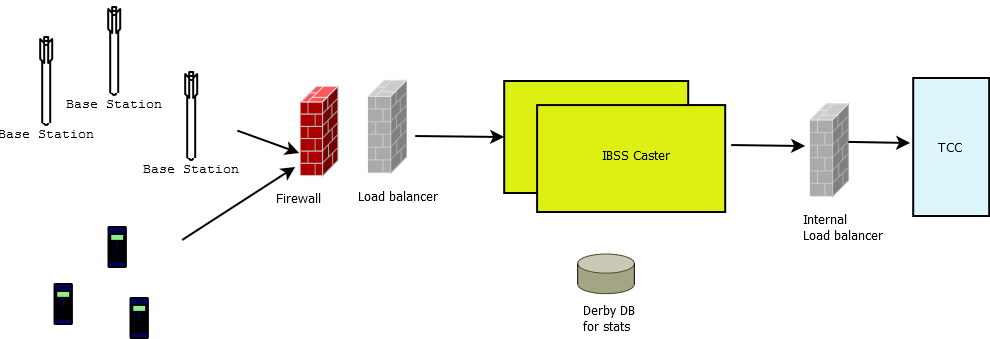 Base Station
Base Station
Base Station
Firewall
Load balancer
IBSS Caster
Internal
Load balancer
TCC
Derby DB
for stats